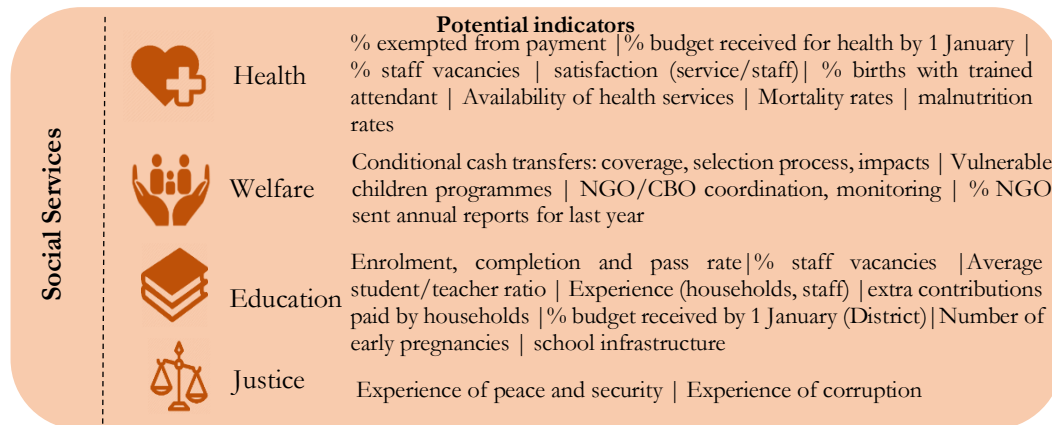 Potential indicators
Social Services
Health
% exempted from payment |% budget received for health by 1 January |
% staff vacancies | satisfaction (service/staff)| % births with trained
attendant | Availability of health services | Mortality rates | malnutrition
rates
Welfare
Conditional cash transfers: coverage, selection process, impacts | Vulnerable
children programmes | NGO/CBO coordination, monitoring | % NGO
sent annual reports for last year
Education
Enrolment, completion and pass rate|% staff vacancies |Average
student/teacher ratio | Experience (households, staff) |extra contributions
paid by households |% budget received by 1 January (District)|Number of
early pregnancies | school infrastructure
Justice
Experience of peace and security | Experience of corruption